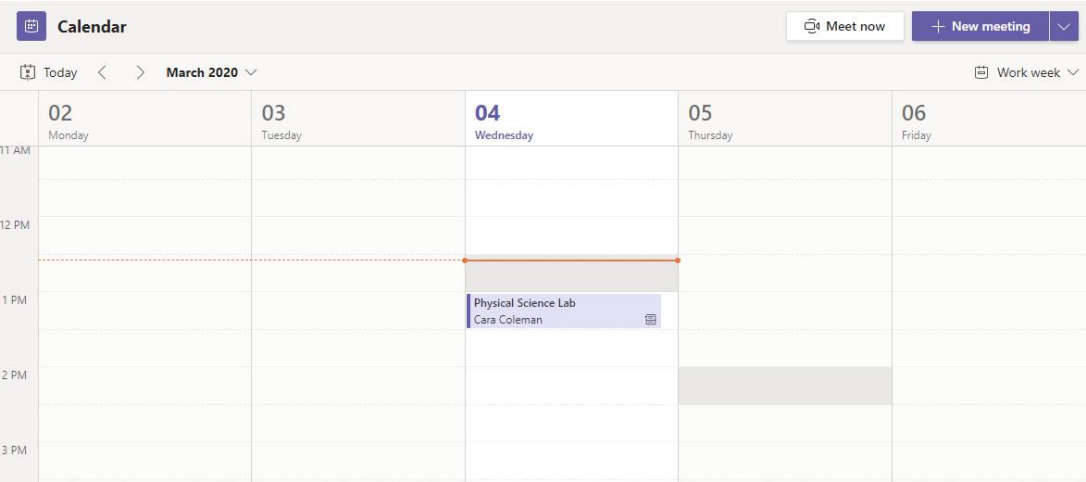 Calendar
Meet now
New meeting
Today
March 2020
Work week
02
Monday
03
Tuesday
04
Wednesday
05
Thursday
06
Friday
11 AM
12 PM
1 PM
Physical Science Lab
Cara Coleman
2 PM
3 PM